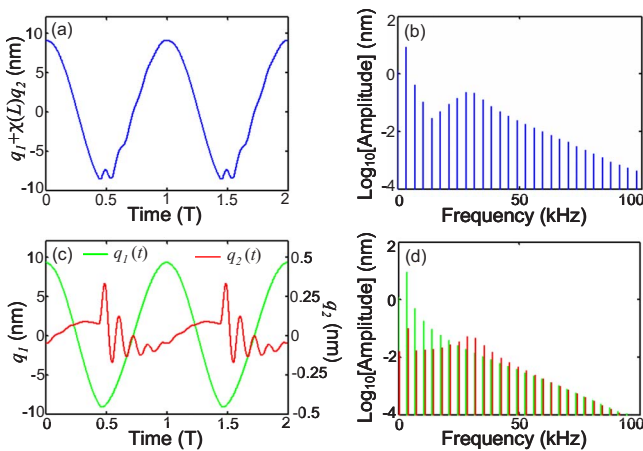 (a)
q₁+χ(L)q₂ (nm)
10
5
0
-5
-10
0
0.5
1
1.5
2
Time (T)
(b)
Log₁₀[Amplitude] (nm)
2
0
-2
-4
0
50
100
Frequency (kHz)
(c)
q₁(t)
q₂(t)
q₁ (nm)
10
5
0
-5
-10
q₂ (nm)
0.5
0.25
0
-0.25
-0.5
0
0.5
1
1.5
2
Time (T)
(d)
Log₁₀[Amplitude] (nm)
2
0
-2
-4
0
50
100
Frequency (kHz)